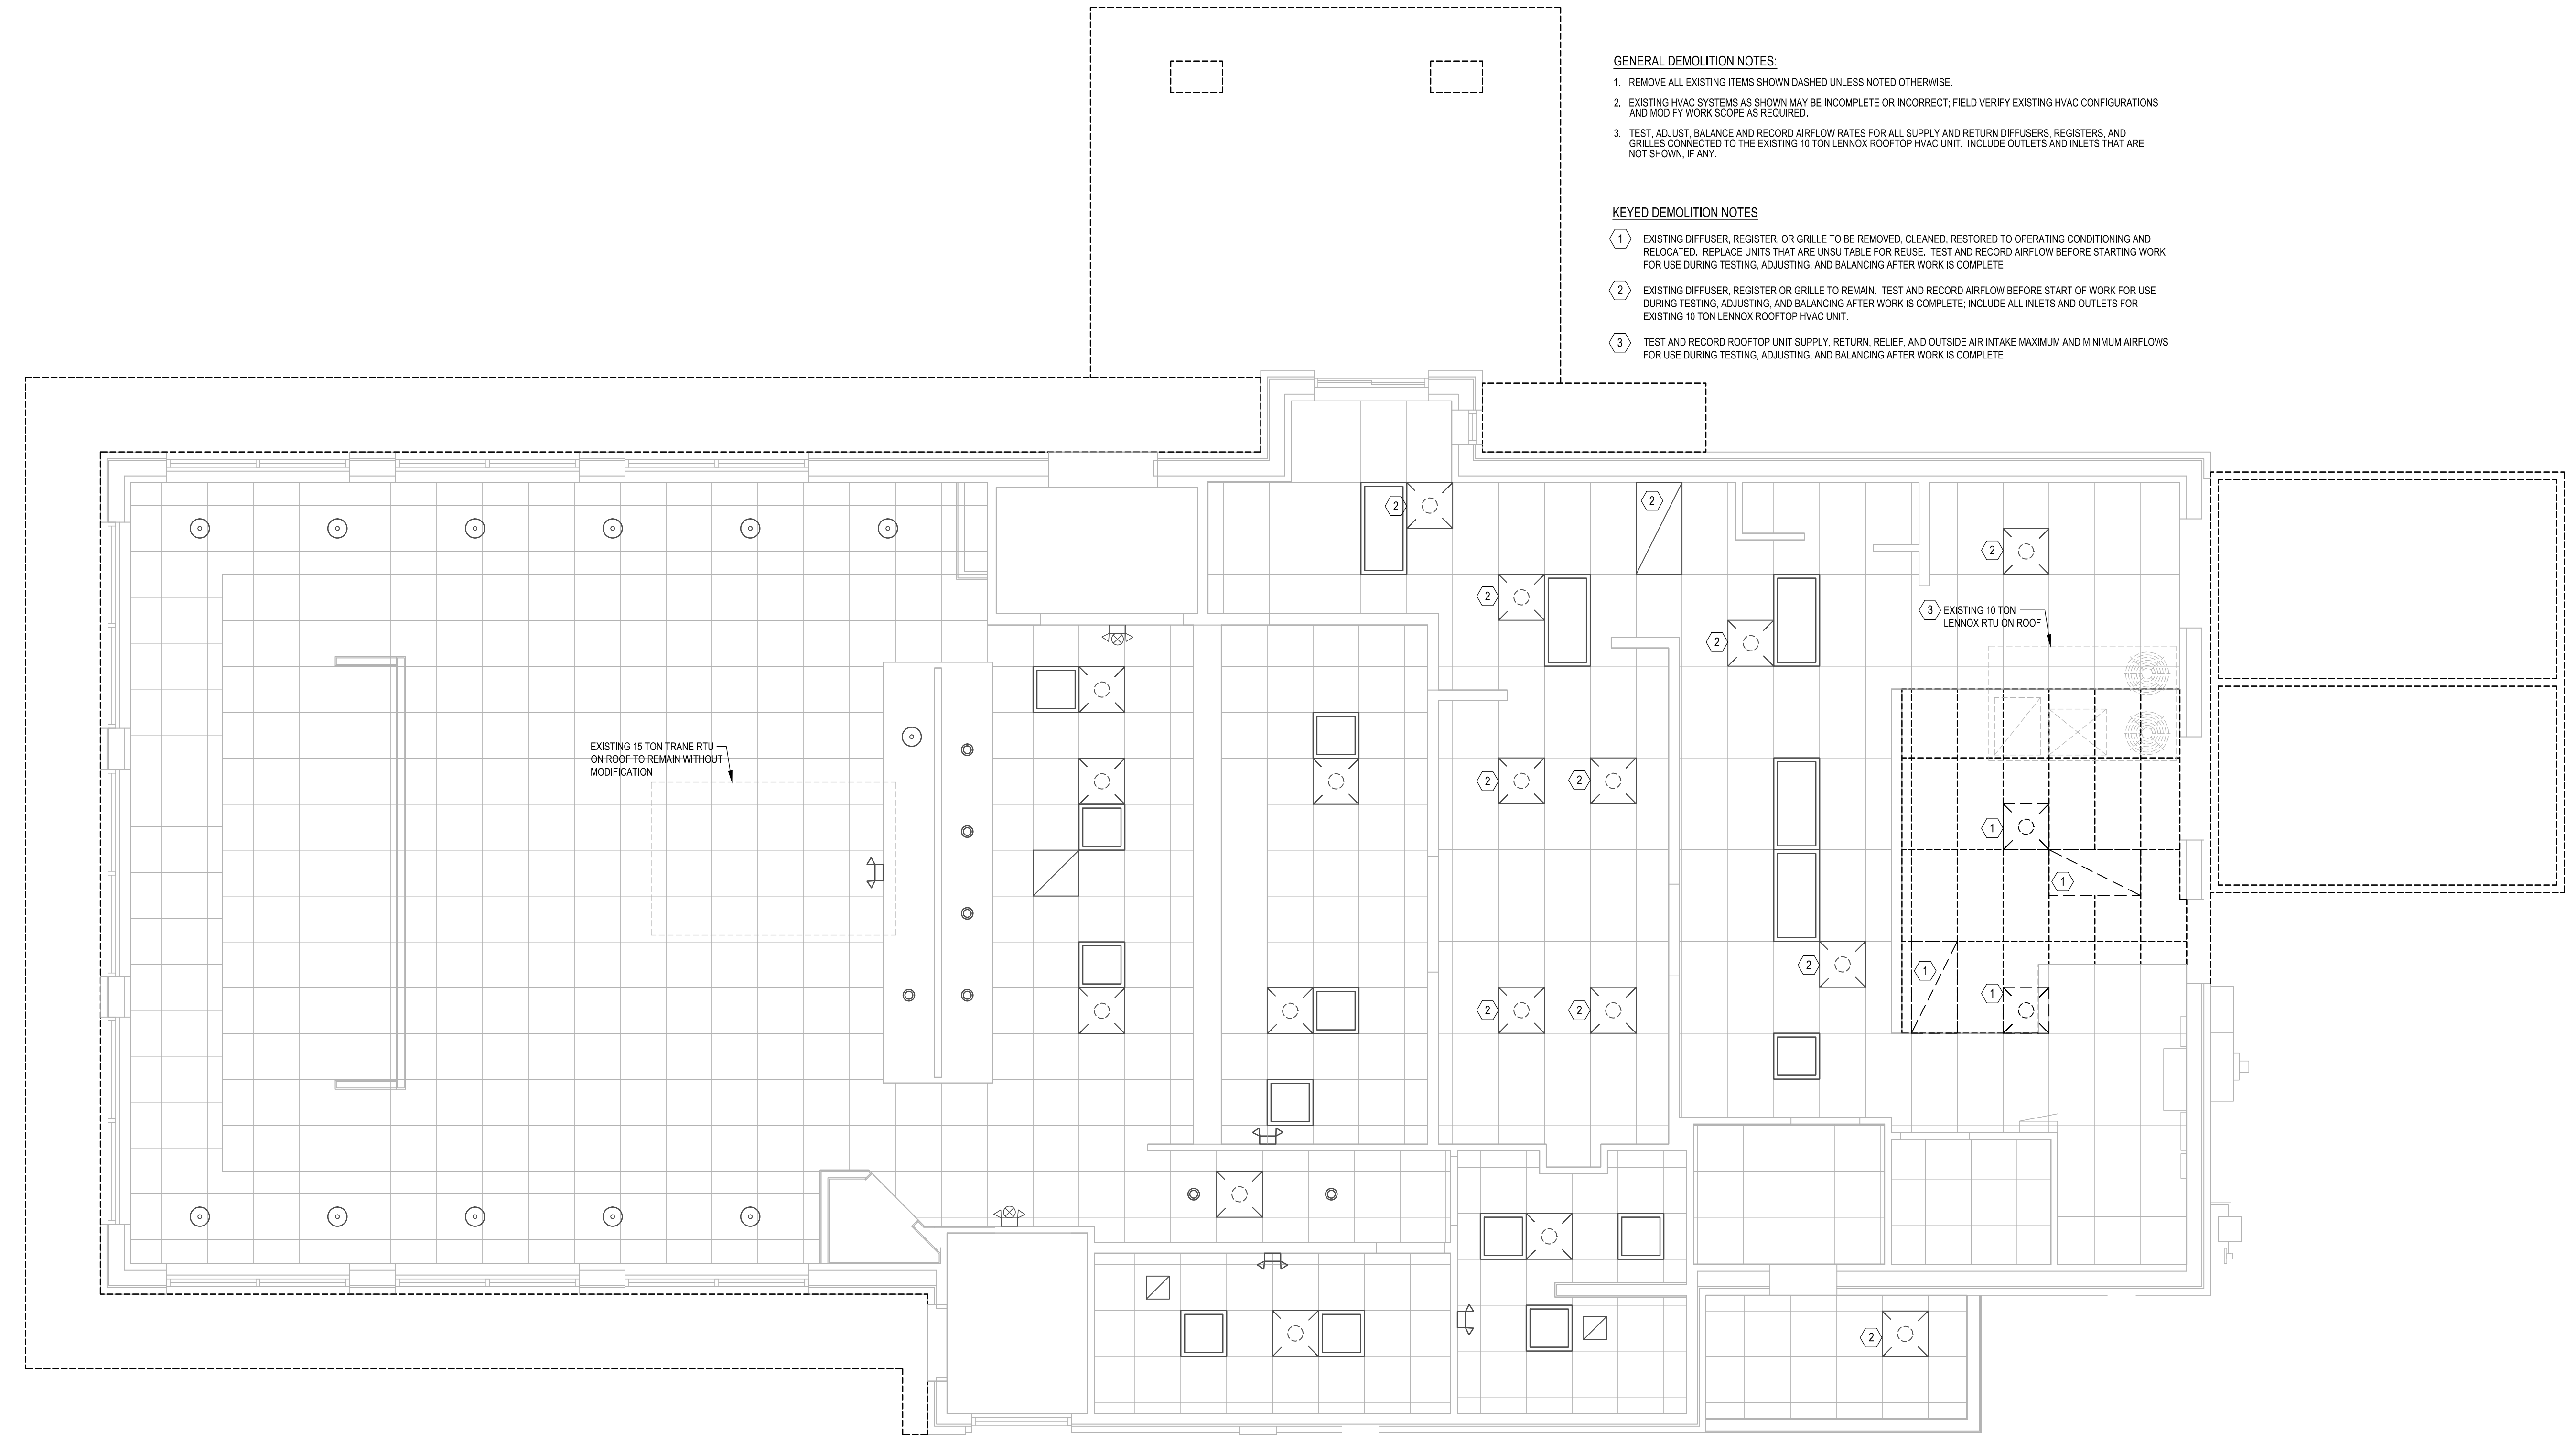 GENERAL DEMOLITION NOTES:
1. REMOVE ALL EXISTING ITEMS SHOWN DASHED UNLESS NOTED OTHERWISE.
2. EXISTING HVAC SYSTEMS AS SHOWN MAY BE INCOMPLETE OR INCORRECT; FIELD VERIFY EXISTING HVAC CONFIGURATIONS
AND MODIFY WORK SCOPE AS REQUIRED.
3. TEST, ADJUST, BALANCE AND RECORD AIRFLOW RATES FOR ALL SUPPLY AND RETURN DIFFUSERS, REGISTERS, AND
GRILLES CONNECTED TO THE EXISTING 10 TON LENNOX ROOFTOP HVAC UNIT. INCLUDE OUTLETS AND INLETS THAT ARE
NOT SHOWN, IF ANY.
KEYED DEMOLITION NOTES
1 EXISTING DIFFUSER, REGISTER, OR GRILLE TO BE REMOVED, CLEANED, RESTORED TO OPERATING CONDITIONING AND
RELOCATED. REPLACE UNITS THAT ARE UNSUITABLE FOR REUSE. TEST AND RECORD AIRFLOW BEFORE STARTING WORK
FOR USE DURING TESTING, ADJUSTING, AND BALANCING AFTER WORK IS COMPLETE.
2 EXISTING DIFFUSER, REGISTER OR GRILLE TO REMAIN. TEST AND RECORD AIRFLOW BEFORE START OF WORK FOR USE
DURING TESTING, ADJUSTING, AND BALANCING AFTER WORK IS COMPLETE; INCLUDE ALL INLETS AND OUTLETS FOR
EXISTING 10 TON LENNOX ROOFTOP HVAC UNIT.
3 TEST AND RECORD ROOFTOP UNIT SUPPLY, RETURN, RELIEF, AND OUTSIDE AIR INTAKE MAXIMUM AND MINIMUM AIRFLOWS
FOR USE DURING TESTING, ADJUSTING, AND BALANCING AFTER WORK IS COMPLETE.
2
2
2
2
2
3 EXISTING 10 TON
LENNOX RTU ON ROOF
EXISTING 15 TON TRANE RTU
ON ROOF TO REMAIN WITHOUT
MODIFICATION
2
2
1
1
2
1
1
2
2
2